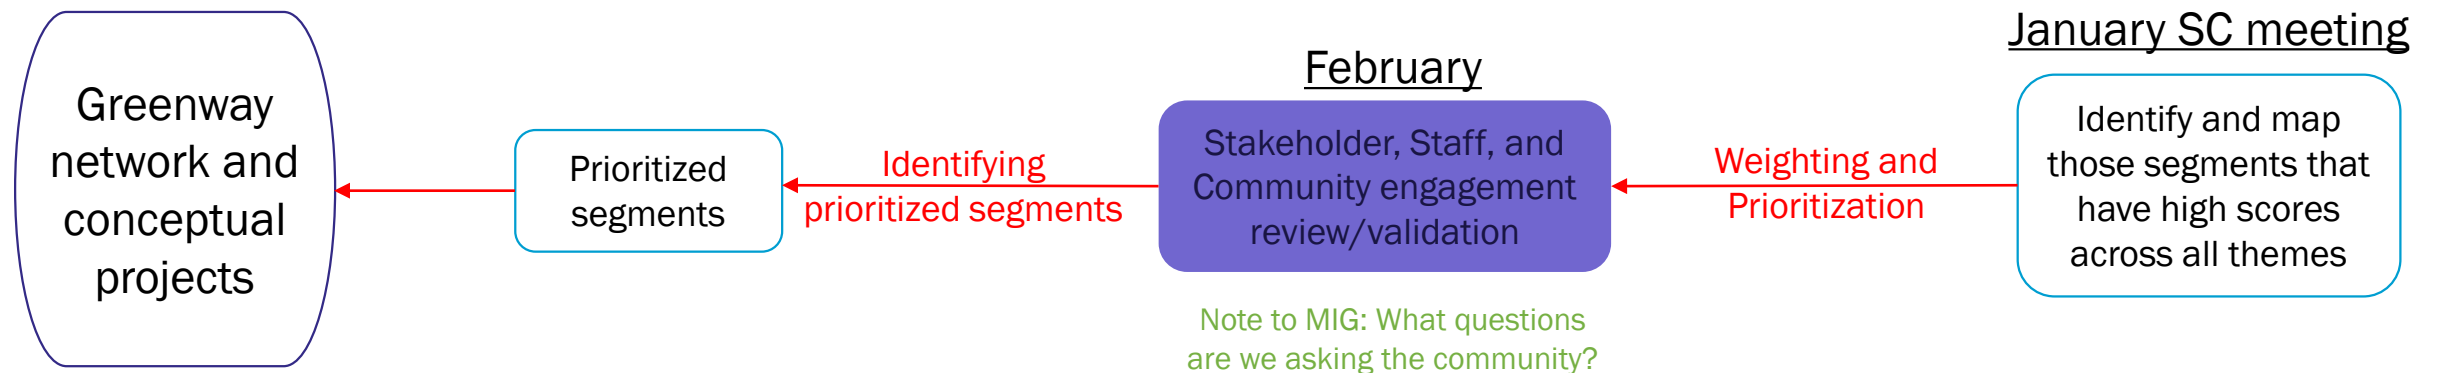 Greenway
network and
conceptual
projects
Prioritized
segments
Identifying
prioritized segments
February
Stakeholder, Staff, and
Community engagement
review/validation
Note to MIG: What questions
are we asking the community?
Weighting and
Prioritization
January SC meeting
Identify and map
those segments that
have high scores
across all themes